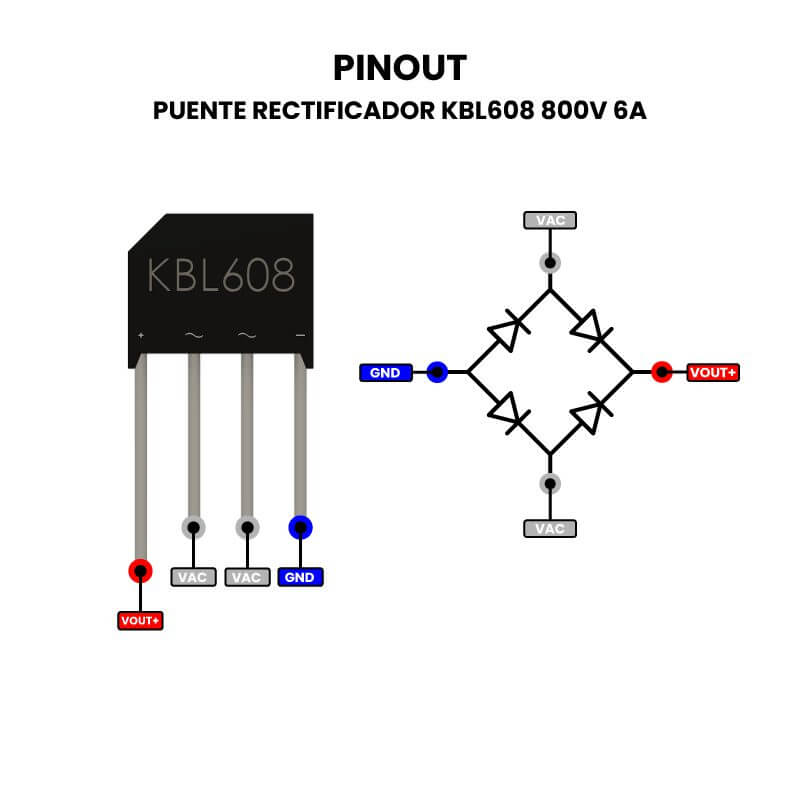 PINOUT
PUENTE RECTIFICADOR KBL608 800V 6A
KBL608
+ ~ ~ -
VAC
GND
VOUT+
VAC
VAC
VAC
GND
VOUT+